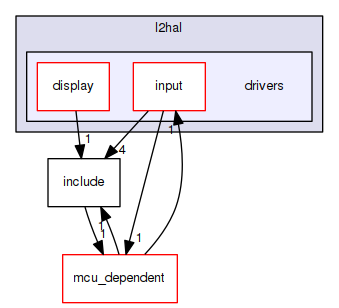 l2hal
display
input
drivers
1
1
4
include
1
1
1
mcu_dependent